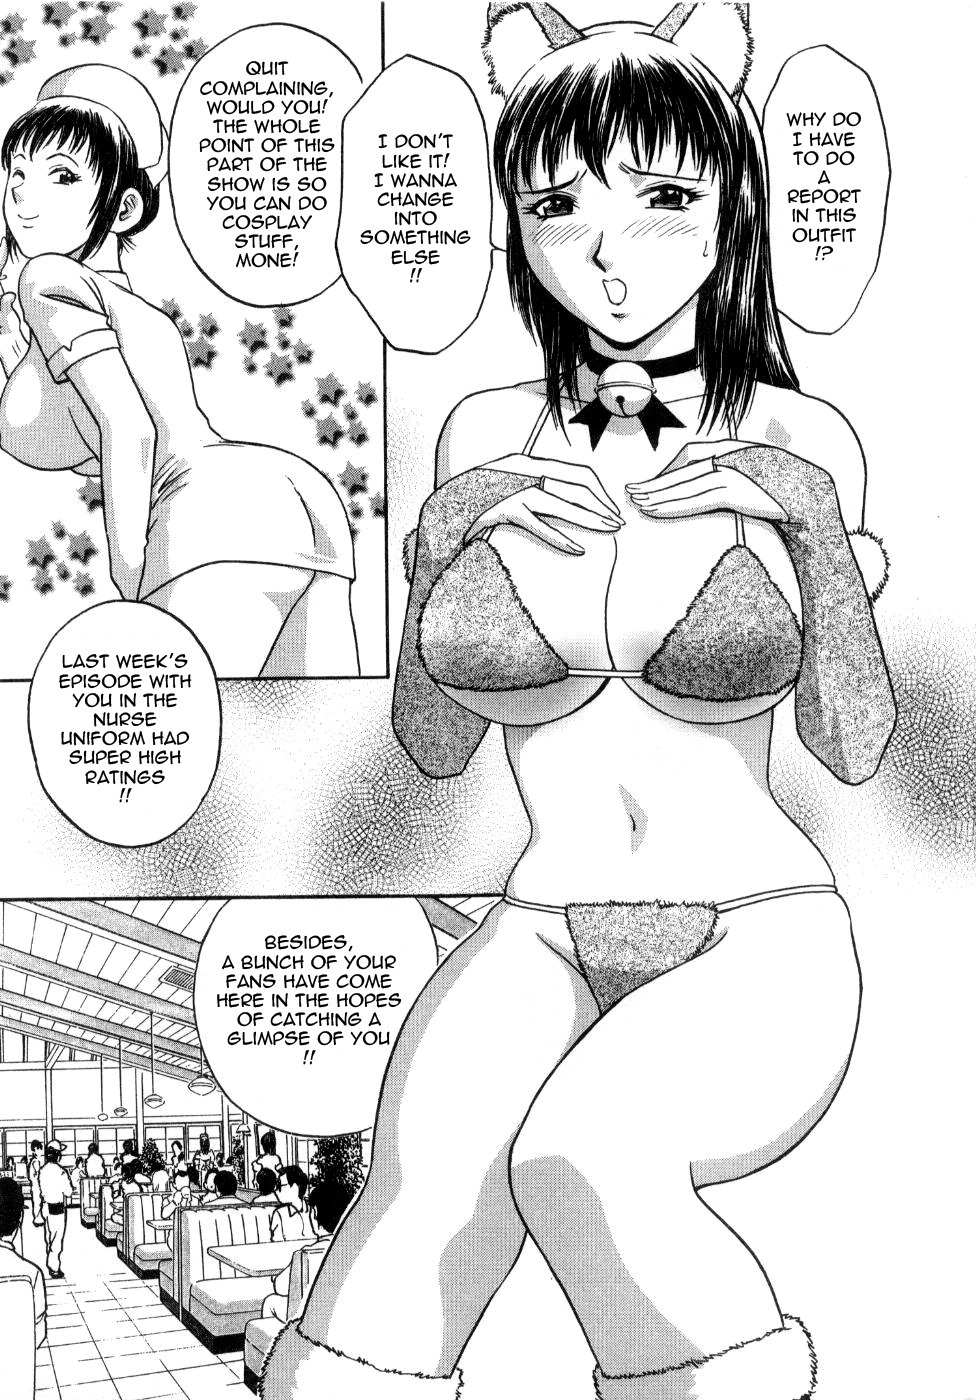 WHY DO
I HAVE
TO DO
A
REPORT
IN THIS
OUTFIT
!?
I DON'T
LIKE IT!
I WANNA
CHANGE
INTO
SOMETHING
ELSE
!!
QUIT
COMPLAINING,
WOULD YOU!
THE WHOLE
POINT OF THIS
PART OF THE
SHOW IS SO
YOU CAN DO
COSPLAY
STUFF,
MONE!
LAST WEEK'S
EPISODE WITH
YOU IN THE
NURSE
UNIFORM HAD
SUPER HIGH
RATINGS
!!
BESIDES,
A BUNCH OF YOUR
FANS HAVE COME
HERE IN THE HOPES
OF CATCHING A
GLIMPSE OF YOU
!!